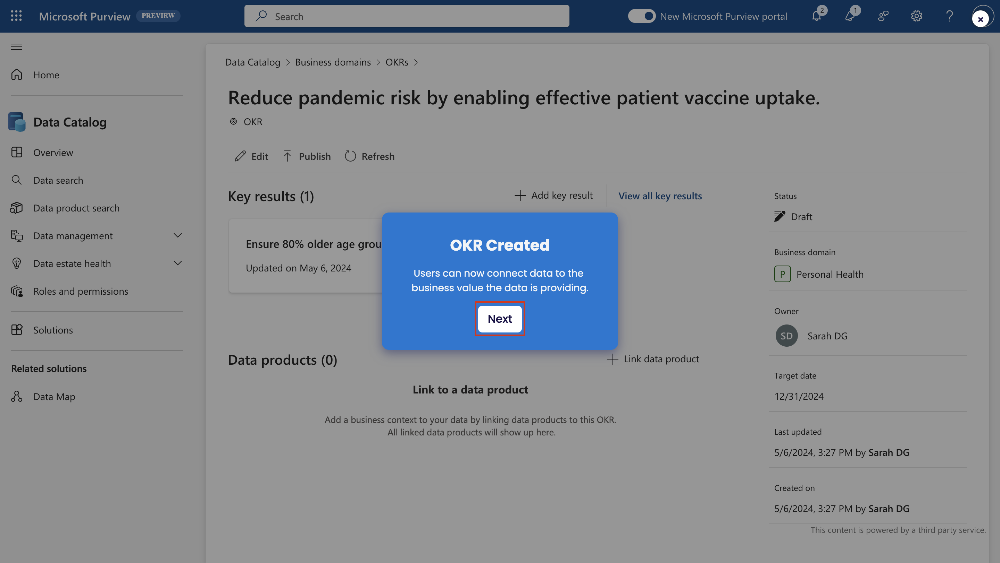 Microsoft Purview PREVIEW
Search
New Microsoft Purview portal
2
1
Home
Data Catalog
Overview
Data search
Data product search
Data management
Data estate health
Roles and permissions
Solutions
Related solutions
Data Map
Data Catalog > Business domains > OKRs >
Reduce pandemic risk by enabling effective patient vaccine uptake.
OKR
Edit Publish Refresh
Key results (1)
Add key result
View all key results
Ensure 80% older age grou
Updated on May 6, 2024
OKR Created
Users can now connect data to the
business value the data is providing.
Next
Data products (0)
Link data product
Link to a data product
Add a business context to your data by linking data products to this OKR.
All linked data products will show up here.
Status
Draft
Business domain
P Personal Health
Owner
SD Sarah DG
Target date
12/31/2024
Last updated
5/6/2024, 3:27 PM by Sarah DG
Created on
5/6/2024, 3:27 PM by Sarah DG
This content is powered by a third party service.